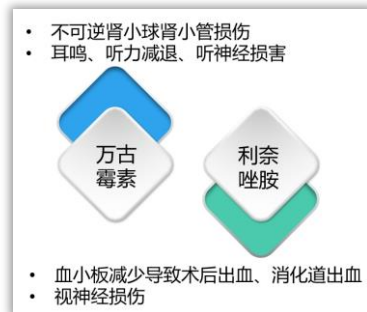 • 不可逆肾小球肾小管损伤
• 耳鸣、听力减退、听神经损害
万古
霉素
利奈
唑胺
• 血小板减少导致术后出血、消化道出血
• 视神经损伤